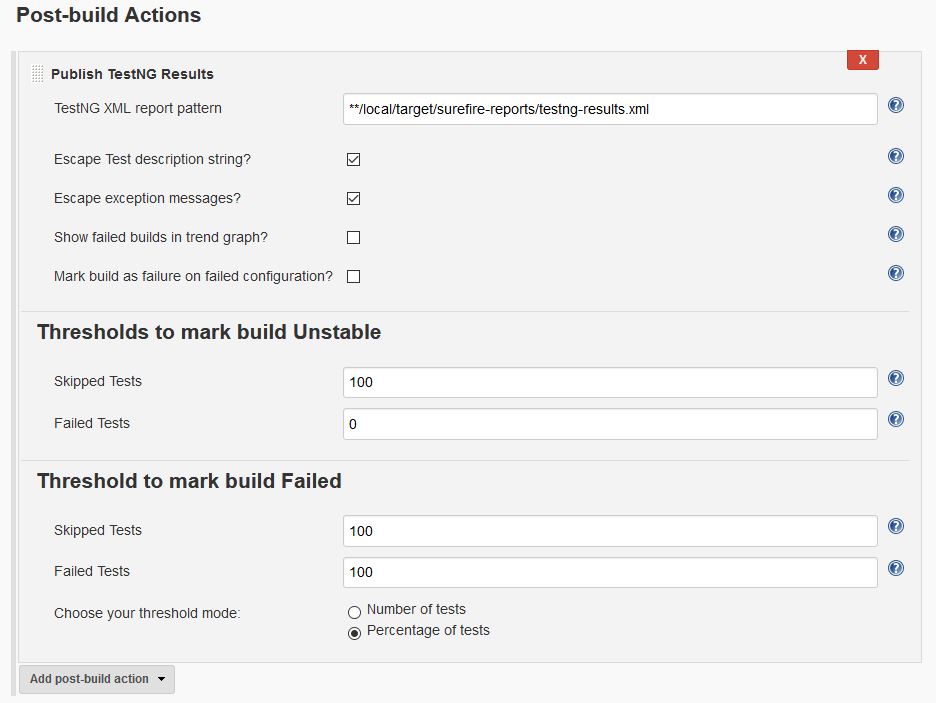 Post-build Actions
X
Publish TestNG Results
TestNG XML report pattern
**/local/target/surefire-reports/testng-results.xml
?
Escape Test description string?
?
Escape exception messages?
?
Show failed builds in trend graph?
?
Mark build as failure on failed configuration?
?
Thresholds to mark build Unstable
Skipped Tests
100
?
Failed Tests
0
?
Threshold to mark build Failed
Skipped Tests
100
?
Failed Tests
100
?
Choose your threshold mode:
Number of tests
Percentage of tests
Add post-build action